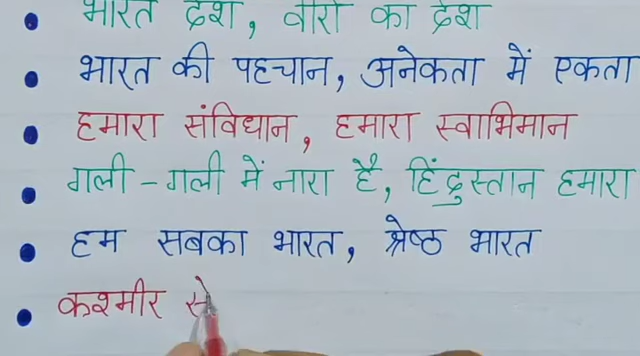 भारत देश, वीरों का देश
भारत की पहचान, अनेकता में एकता
हमारा संविधान, हमारा स्वाभिमान
गली - गली में नारा है, हिंदुस्तान हमारा
हम सबका भारत, श्रेष्ठ भारत
कश्मीर से